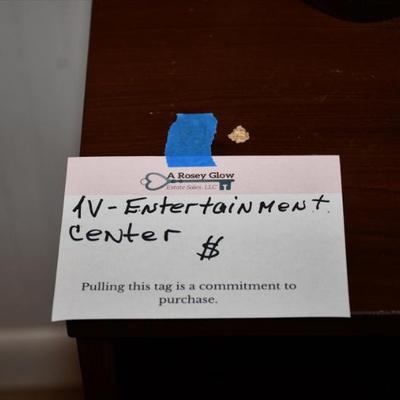 A Rosey Glow
Estate Sales, LLC
TV-Entertainment
Center
$
Pulling this tag is a commitment to
purchase.